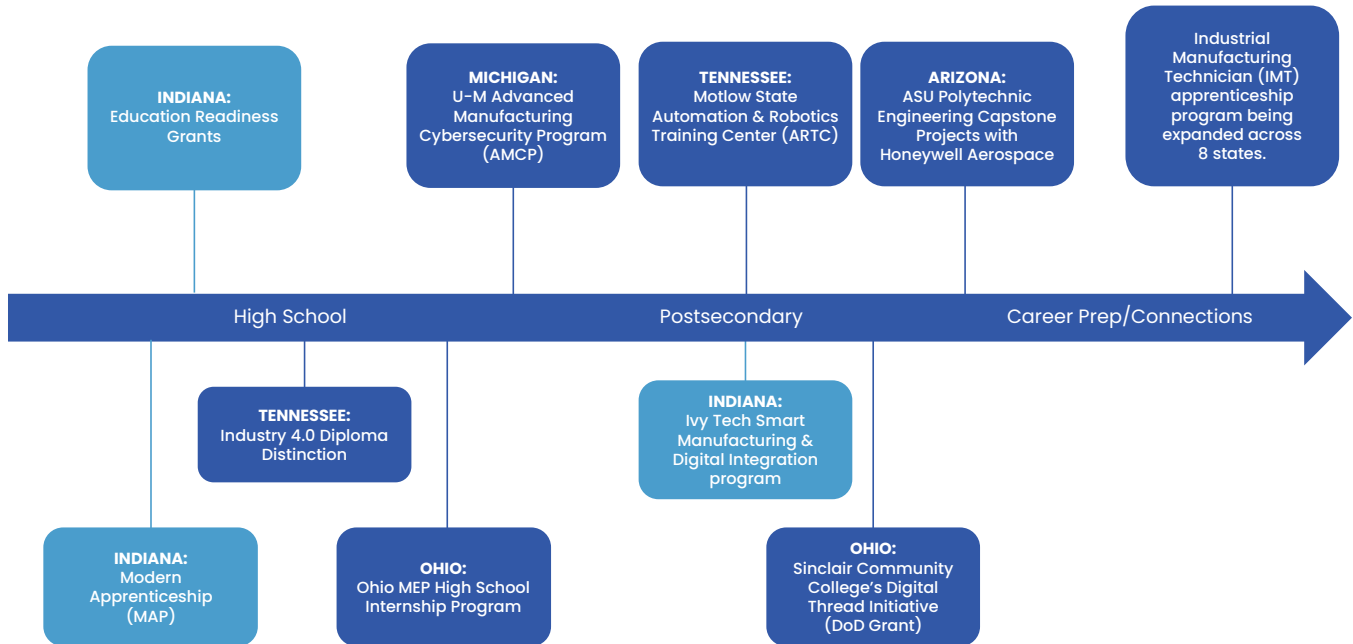 INDIANA:
Education Readiness
Grants
MICHIGAN:
U-M Advanced
Manufacturing
Cybersecurity Program
(AMCP)
TENNESSEE:
Motlow State
Automation & Robotics
Training Center (ARTC)
ARIZONA:
ASU Polytechnic
Engineering Capstone
Projects with
Honeywell Aerospace
Industrial
Manufacturing
Technician (IMT)
apprenticeship
program being
expanded across
8 states.
High School
Postsecondary
Career Prep/Connections
INDIANA:
Modern
Apprenticeship
(MAP)
TENNESSEE:
Industry 4.0 Diploma
Distinction
OHIO:
Ohio MEP High School
Internship Program
INDIANA:
Ivy Tech Smart
Manufacturing &
Digital Integration
program
OHIO:
Sinclair Community
College’s Digital
Thread Initiative
(DoD Grant)